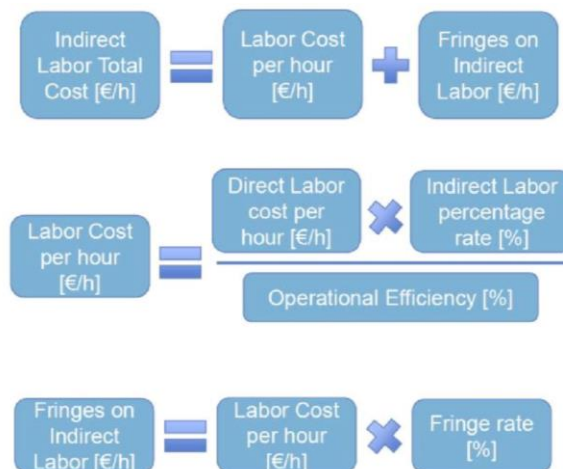 Indirect
Labor Total
Cost [€/h]
Labor Cost
per hour
[€/h]
Fringes on
Indirect
Labor [€/h]
Labor Cost
per hour
[€/h]
Direct Labor
cost per
hour [€/h]
Indirect Labor
percentage
rate [%]
Operational Efficiency [%]
Fringes on
Indirect
Labor [€/h]
Labor Cost
per hour
[€/h]
Fringe rate
[%]